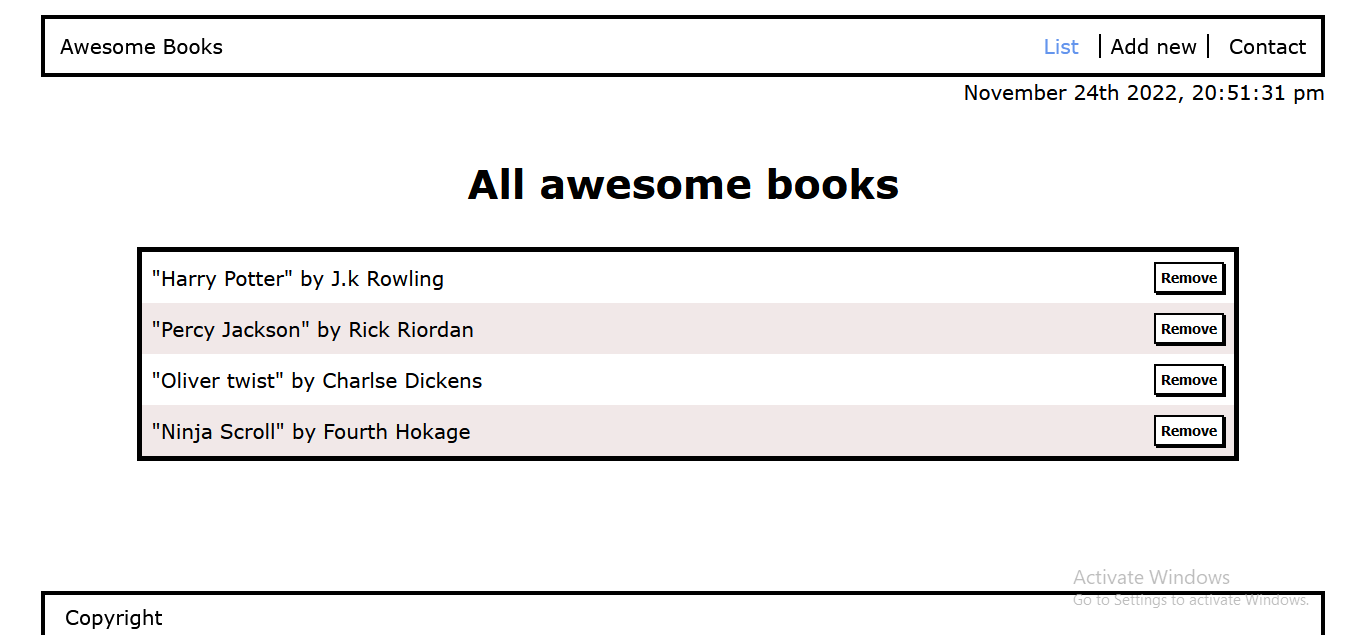 Awesome Books List Add new Contact
November 24th 2022, 20:51:31 pm
All awesome books
"Harry Potter" by J.k Rowling Remove
"Percy Jackson" by Rick Riordan Remove
"Oliver twist" by Charlse Dickens Remove
"Ninja Scroll" by Fourth Hokage Remove
Activate Windows
Go to Settings to activate Windows.
Copyright